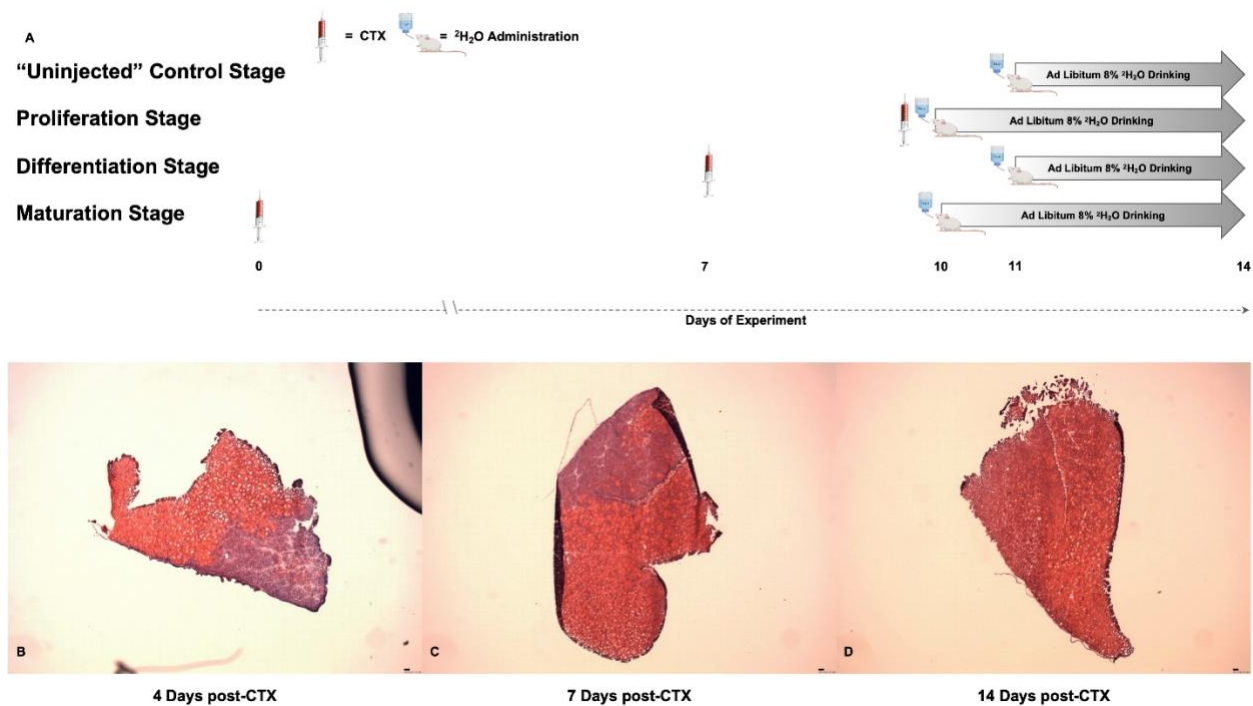 A
= CTX
= ²H₂O Administration
“Uninjected” Control Stage
Ad Libitum 8% ²H₂O Drinking
Proliferation Stage
Ad Libitum 8% ²H₂O Drinking
Differentiation Stage
Ad Libitum 8% ²H₂O Drinking
Maturation Stage
Ad Libitum 8% ²H₂O Drinking
0 7 10 11 14
Days of Experiment
B C D
4 Days post-CTX 7 Days post-CTX 14 Days post-CTX